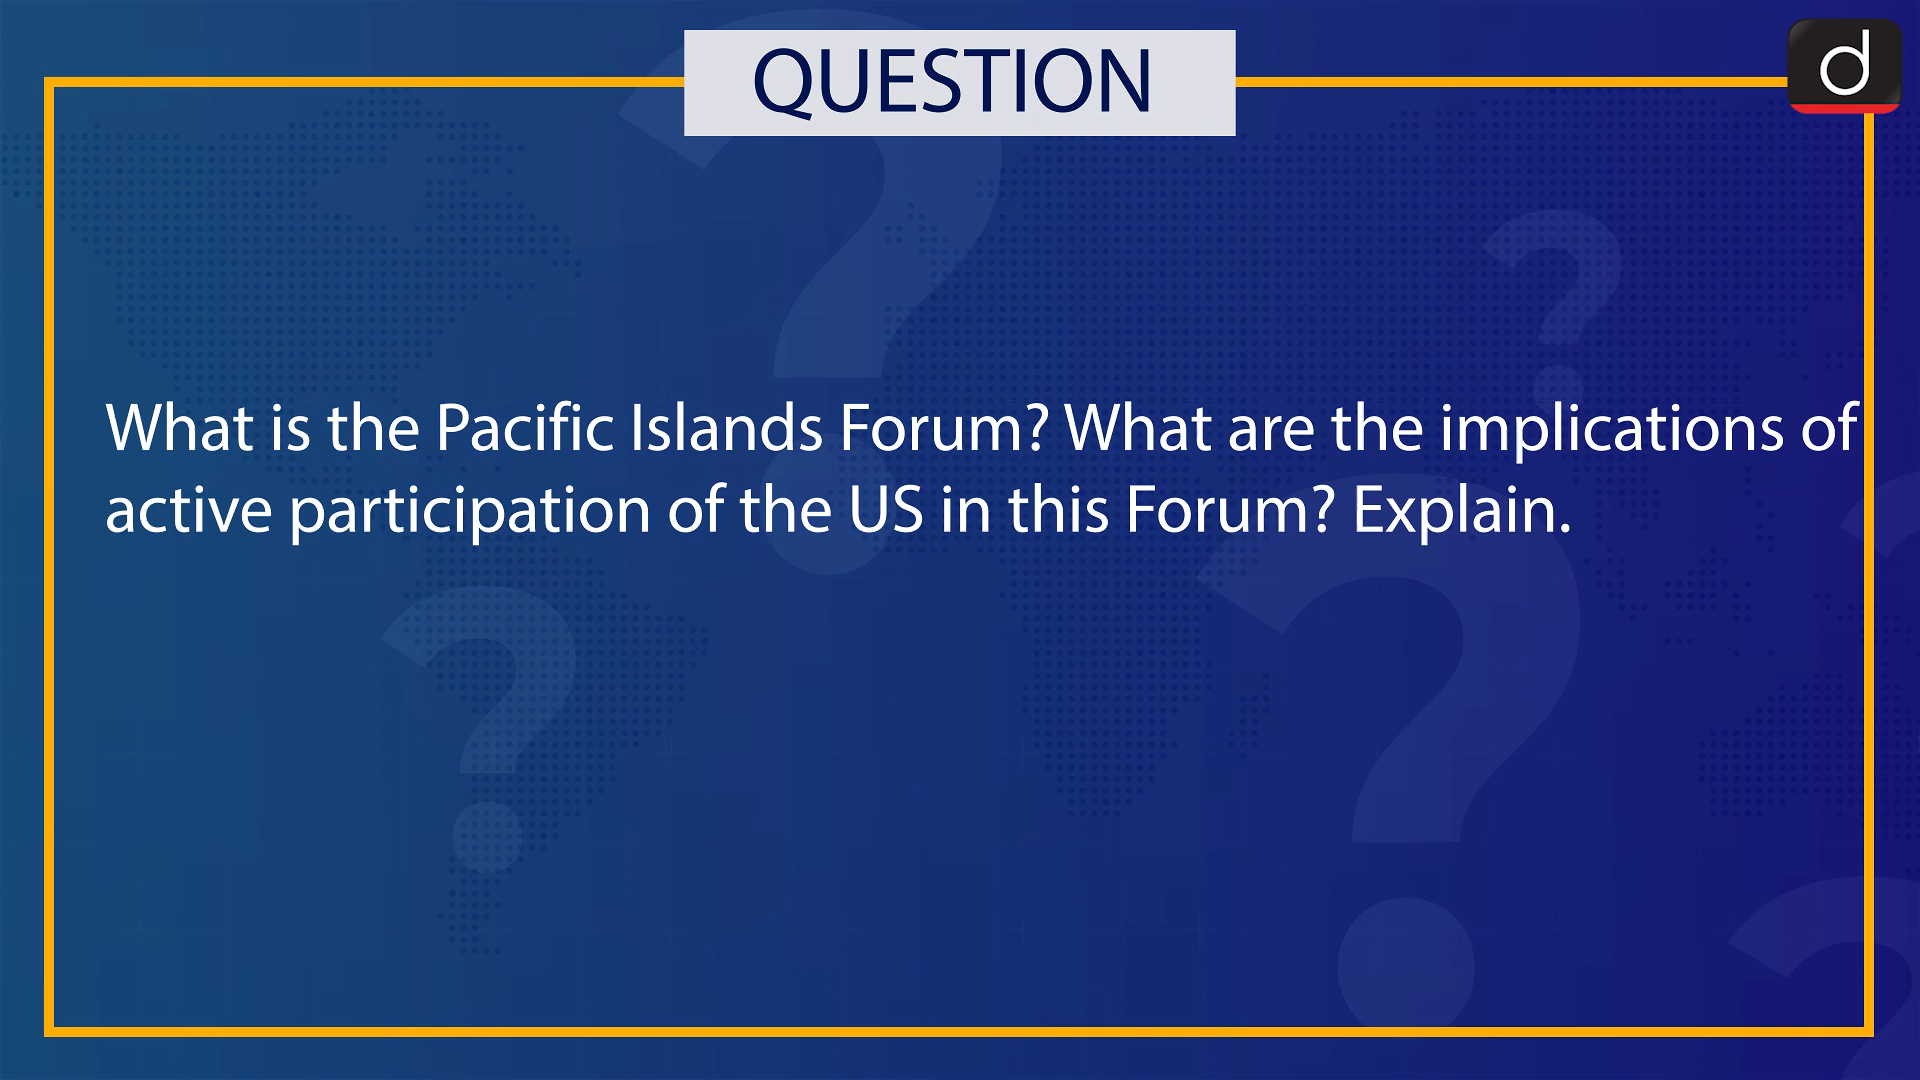 QUESTION
d
What is the Pacific Islands Forum? What are the implications of
active participation of the US in this Forum? Explain.